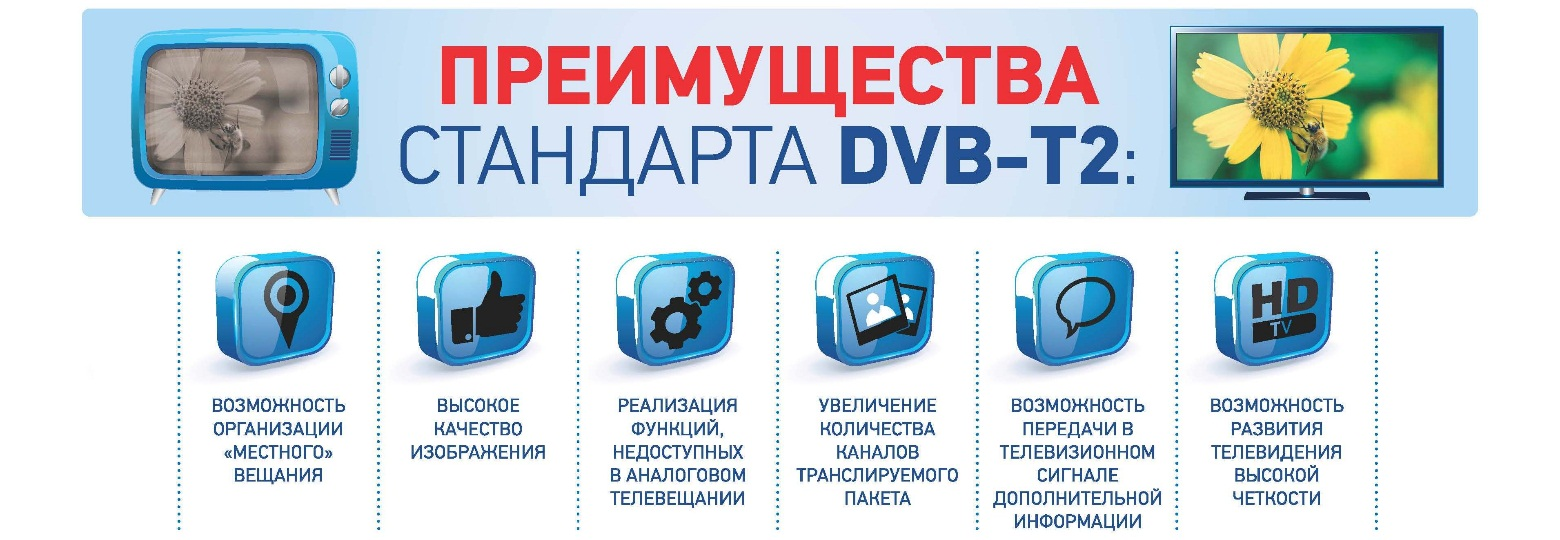 ПРЕИМУЩЕСТВА
СТАНДАРТА DVB-T2:
HD
TV
ВОЗМОЖНОСТЬ
ОРГАНИЗАЦИИ
«МЕСТНОГО»
ВЕЩАНИЯ
ВЫСОКОЕ
КАЧЕСТВО
ИЗОБРАЖЕНИЯ
РЕАЛИЗАЦИЯ
ФУНКЦИЙ,
НЕДОСТУПНЫХ
В АНАЛОГОВОМ
ТЕЛЕВЕЩАНИИ
УВЕЛИЧЕНИЕ
КОЛИЧЕСТВА
КАНАЛОВ
ТРАНСЛИРУЕМОГО
ПАКЕТА
ВОЗМОЖНОСТЬ
ПЕРЕДАЧИ В
ТЕЛЕВИЗИОННОМ
СИГНАЛЕ
ДОПОЛНИТЕЛЬНОЙ
ИНФОРМАЦИИ
ВОЗМОЖНОСТЬ
РАЗВИТИЯ
ТЕЛЕВИДЕНИЯ
ВЫСОКОЙ
ЧЕТКОСТИ